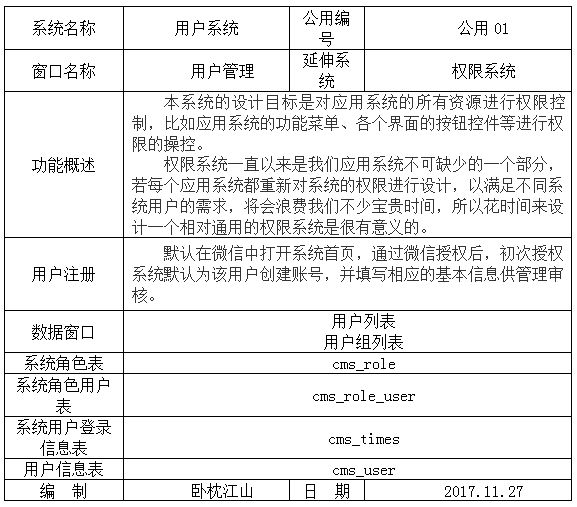 系统名称 用户系统 公用编号 公用 01
窗口名称 用户管理 延伸系统 权限系统
功能概述
本系统的设计目标是对应用系统的所有资源进行权限控
制，比如应用系统的功能菜单、各个界面的按钮控件等进行权
限的操控。
权限系统一直以来是我们应用系统不可缺少的一个部分，
若每个应用系统都重新对系统的权限进行设计，以满足不同系
统用户的需求，将会浪费我们不少宝贵时间，所以花时间来设
计一个相对通用的权限系统是很有意义的。
用户注册
默认在微信中打开系统首页，通过微信授权后，初次授权
系统默认为该用户创建账号，并填写相应的基本信息供管理审
核。
数据窗口
用户列表
用户组列表
系统角色表 cms_role
系统角色用户表 cms_role_user
系统用户登录信息表 cms_times
用户信息表 cms_user
编 制 卧枕江山 日 期 2017.11.27